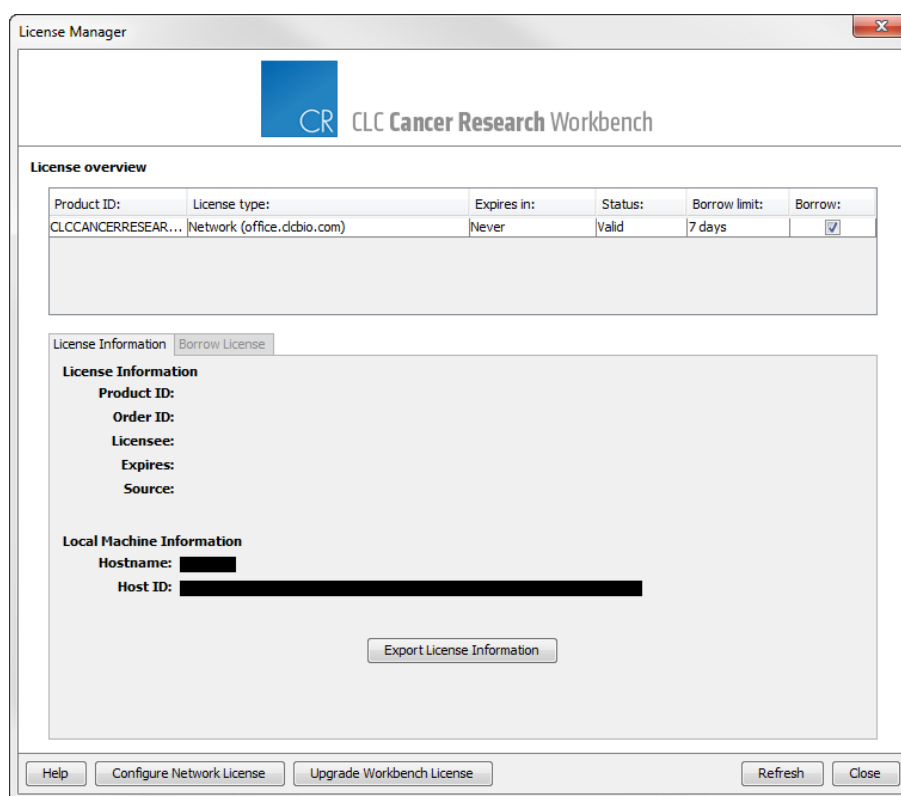 License Manager
CR CLC Cancer Research Workbench
License overview
Product ID: License type: Expires in: Status: Borrow limit: Borrow:
CLCCANCERRESEAR... Network (office.clcbio.com) Never Valid 7 days
License Information Borrow License
License Information
Product ID:
Order ID:
Licensee:
Expires:
Source:
Local Machine Information
Hostname:
Host ID:
Export License Information
Help Configure Network License Upgrade Workbench License Refresh Close